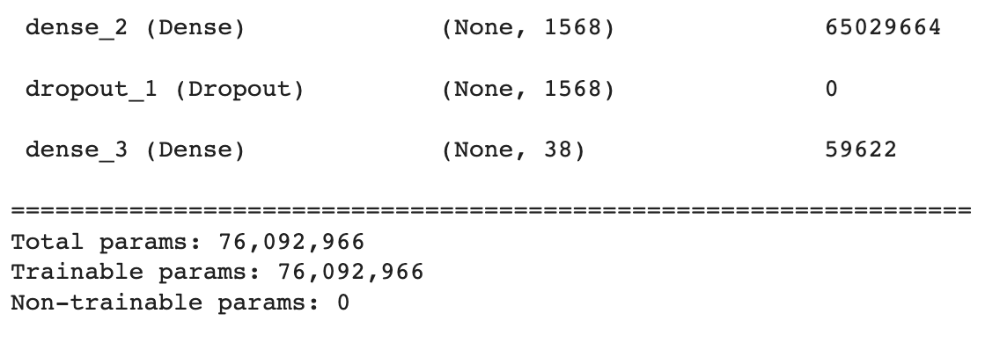 dense_2 (Dense) (None, 1568) 65029664
dropout_1 (Dropout) (None, 1568) 0
dense_3 (Dense) (None, 38) 59622
=================================================================
Total params: 76,092,966
Trainable params: 76,092,966
Non-trainable params: 0